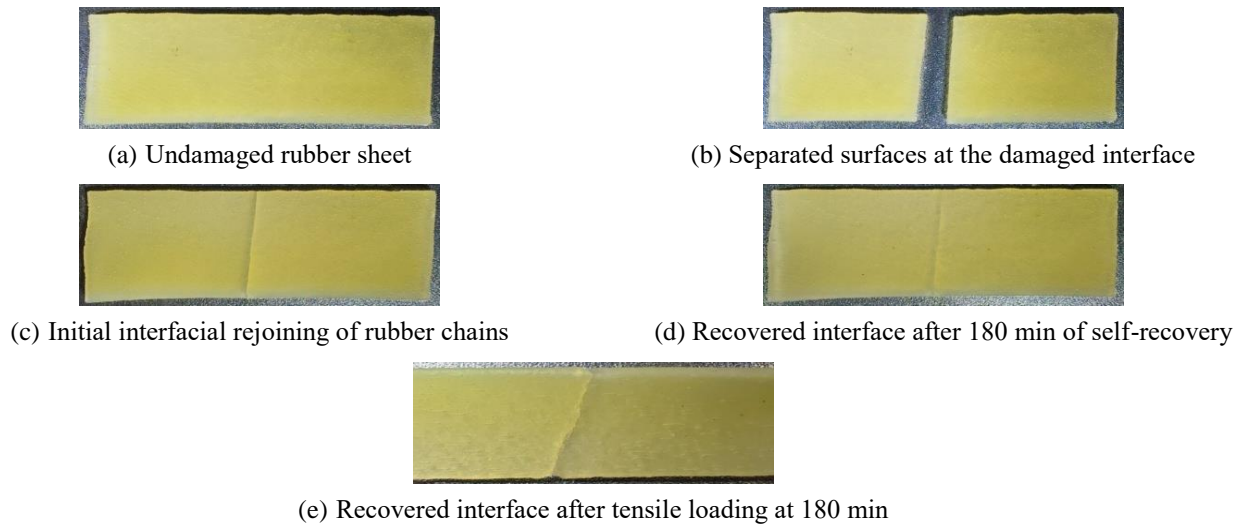 (a) Undamaged rubber sheet
(b) Separated surfaces at the damaged interface
(c) Initial interfacial rejoining of rubber chains
(d) Recovered interface after 180 min of self-recovery
(e) Recovered interface after tensile loading at 180 min